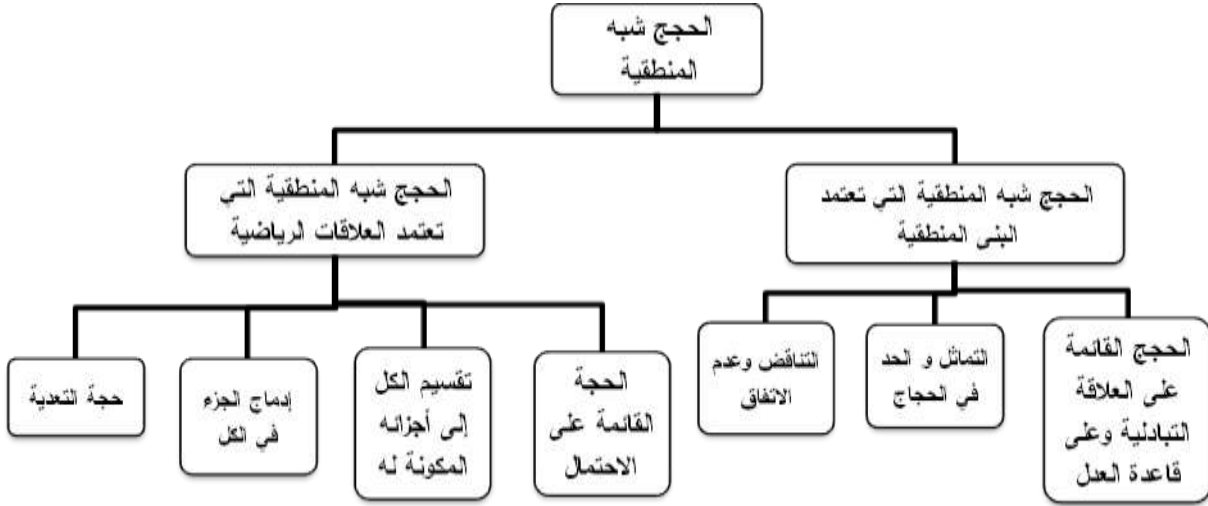 الحجج شبه
المنطقية
الحجج شبه المنطقية التي تعتمد
البنى المنطقية
الحجج شبه المنطقية التي
تعتمد العلاقات الرياضية
الحجج القائمة
على العلاقة
التبادلية وعلى
قاعدة العدل
التماثل و الحد
في الحجاج
التناقض وعدم
الاتفاق
الحجة
القائمة على
الاحتمال
تقسيم الكل
إلى أجزائه
المكونة له
إدماج الجزء
في الكل
حجة التعدية